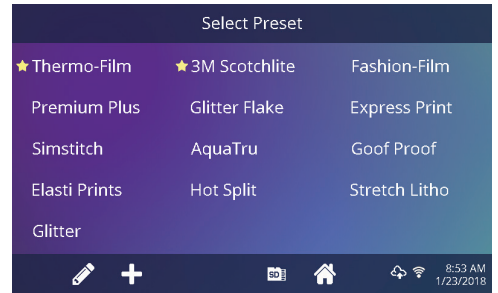 Select Preset
Thermo-Film 3M Scotchlite Fashion-Film
Premium Plus Glitter Flake Express Print
Simstitch AquaTru Goof Proof
Elasti Prints Hot Split Stretch Litho
Glitter
SD 8:53 AM
1/23/2018